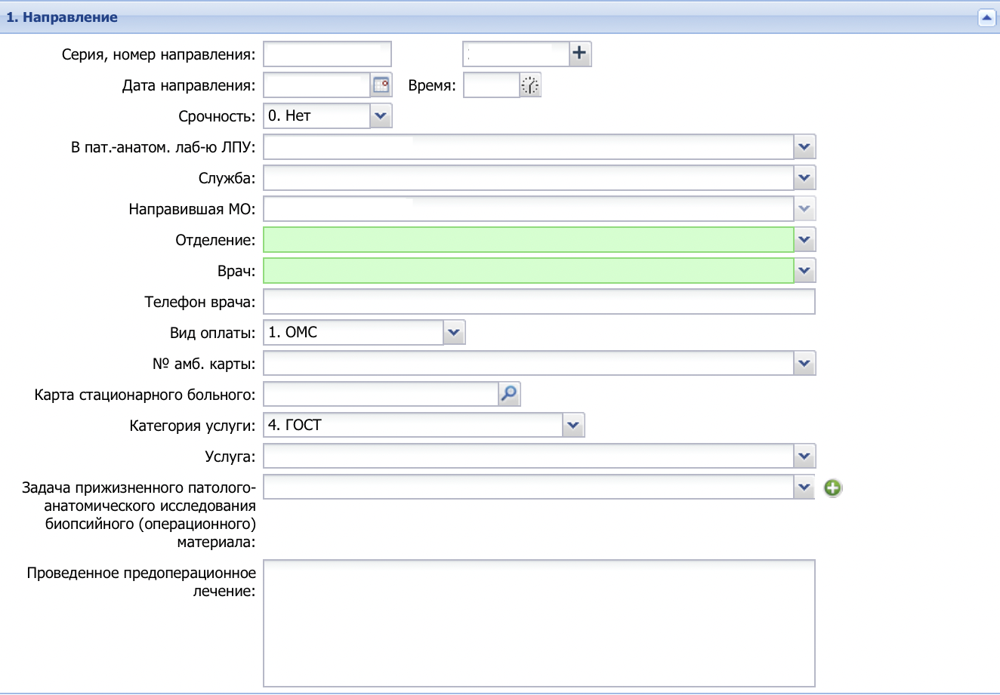 1. Направление
Серия, номер направления:
Дата направления: Время:
Срочность: 0. Нет
В пат.-анатом. лаб-ю ЛПУ:
Служба:
Направившая МО:
Отделение:
Врач:
Телефон врача:
Вид оплаты: 1. ОМС
№ амб. карты:
Карта стационарного больного:
Категория услуги: 4. ГОСТ
Услуга:
Задача прижизненного патолого-
анатомического исследования
биопсийного (операционного)
материала:
Проведенное предоперационное
лечение: